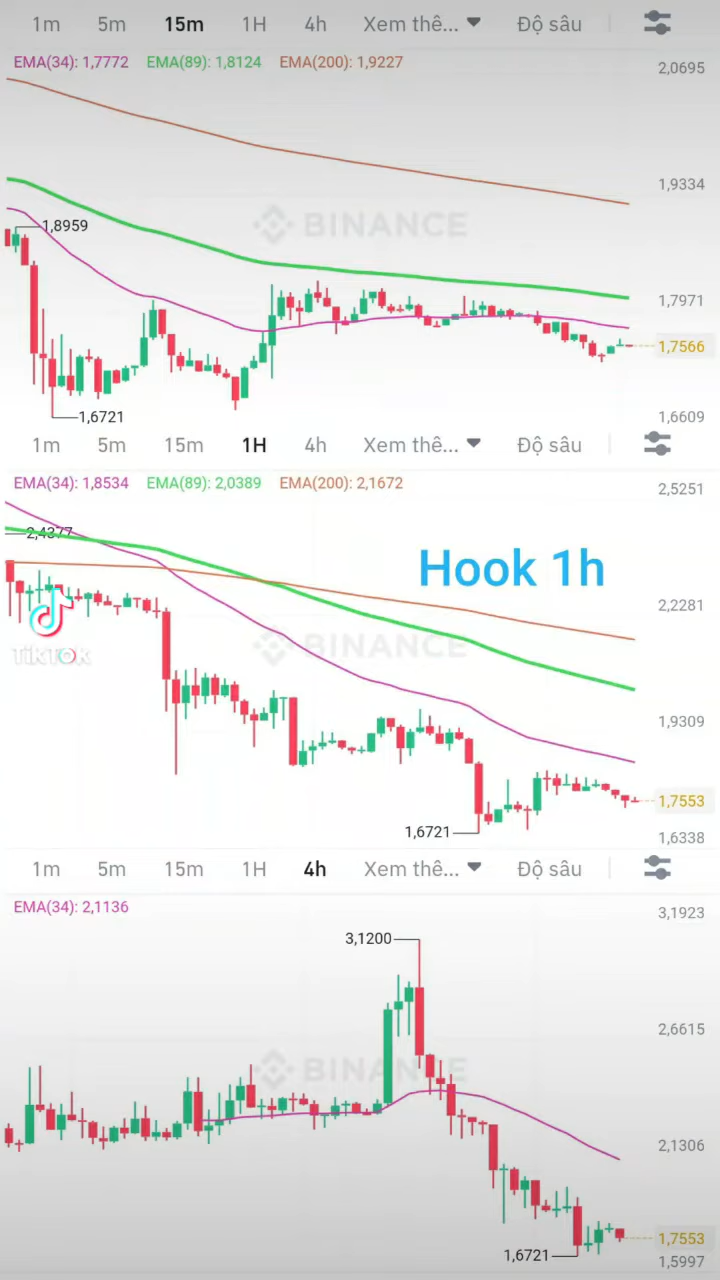 1m 5m 15m 1H 4h Xem thê... Độ sâu
EMA(34): 1,7772 EMA(89): 1,8124 EMA(200): 1,9227
2,0695
1,9334
1,8959
BINANCE
1,7971
1,7566
1,6721
1,6609
1m 5m 15m 1H 4h Xem thê... Độ sâu
EMA(34): 1,8534 EMA(89): 2,0389 EMA(200): 2,1672
2,5251
2,4377
Hook 1h
2,2281
BINANCE
TikTok
1,9309
1,7553
1,6721
1,6338
1m 5m 15m 1H 4h Xem thê... Độ sâu
EMA(34): 2,1136
3,1923
3,1200
2,6615
BINANCE
2,1306
1,7553
1,6721
1,5997